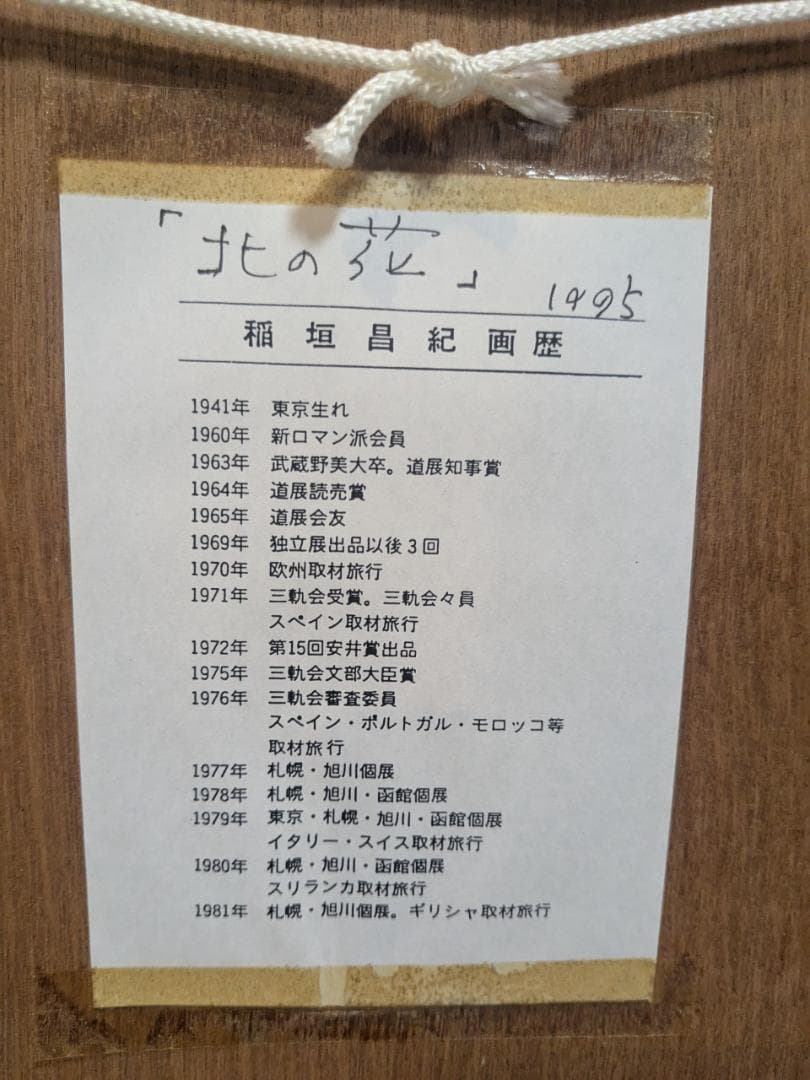 「北の花」
1995
稲垣昌紀画歴
1941年 東京生れ
1960年 新ロマン派会員
1963年 武蔵野美大卒。道展知事賞
1964年 道展読売賞
1965年 道展会友
1969年 独立展出品以後3回
1970年 欧州取材旅行
1971年 三軌会受賞。三軌会々員
スペイン取材旅行
1972年 第15回安井賞出品
1975年 三軌会文部大臣賞
1976年 三軌会審査委員
スペイン・ポルトガル・モロッコ等
取材旅行
1977年 札幌・旭川個展
1978年 札幌・旭川・函館個展
1979年 東京・札幌・旭川・函館個展
イタリー・スイス取材旅行
1980年 札幌・旭川・函館個展
スリランカ取材旅行
1981年 札幌・旭川個展。ギリシャ取材旅行